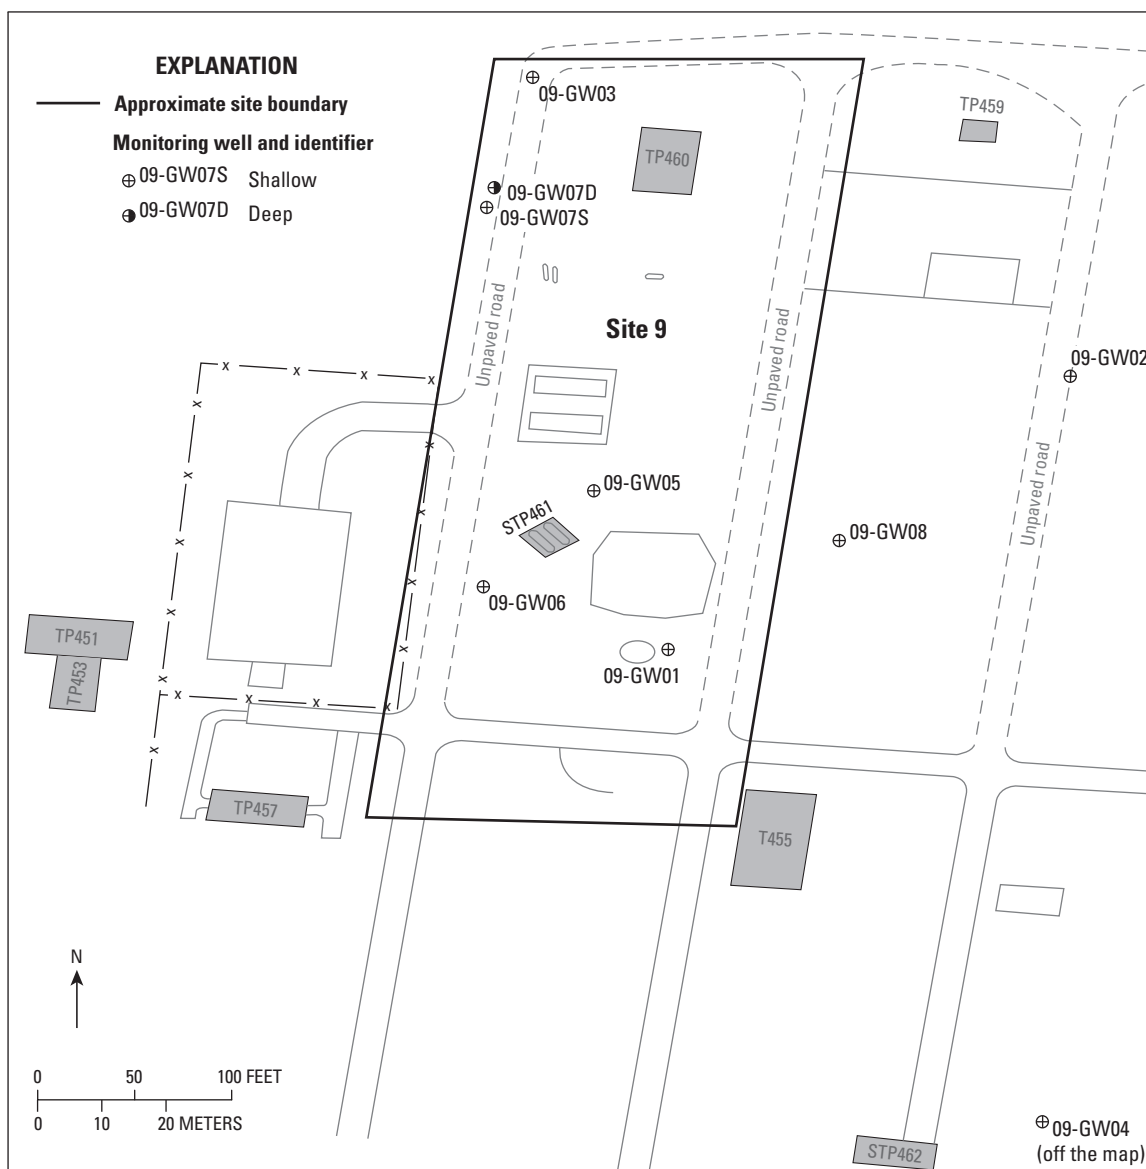 EXPLANATION
Approximate site boundary
Monitoring well and identifier
09-GW07S Shallow
09-GW07D Deep
09-GW03
TP460
TP459
09-GW07D
09-GW07S
Unpaved road
Site 9
Unpaved road
09-GW02
Unpaved road
09-GW05
STP461
09-GW08
09-GW06
09-GW01
TP451
TP453
TP457
T455
N
0 50 100 FEET
0 10 20 METERS
STP462
09-GW04
(off the map)
x x x x
x x x x x x
x x x x
x x x x